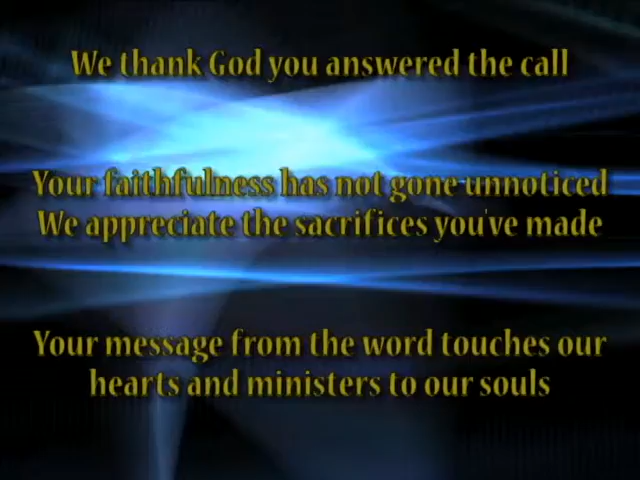 We thank God you answered the call
Your faithfulness has not gone unnoticed
We appreciate the sacrifices you've made
Your message from the word touches our
hearts and ministers to our souls